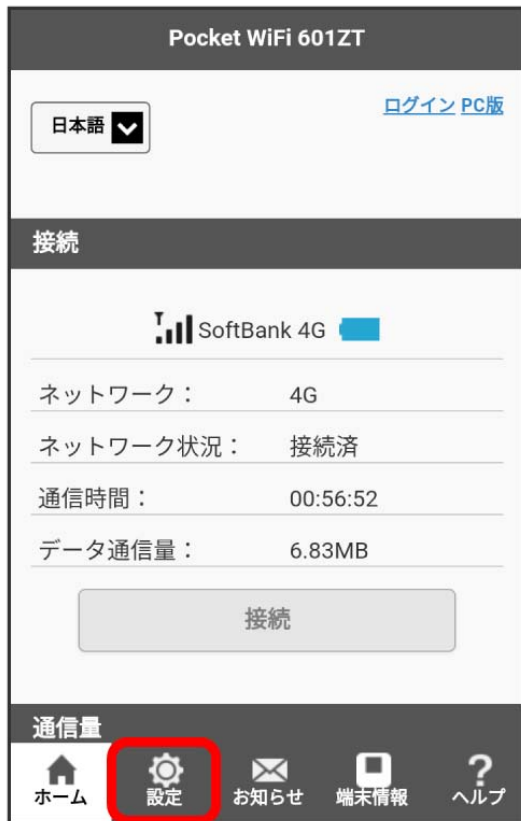 Pocket WiFi 601ZT
日本語
ログイン PC版
接続
SoftBank 4G
ネットワーク： 4G
ネットワーク状況： 接続済
通信時間： 00:56:52
データ通信量： 6.83MB
接続
通信量
ホーム 設定 お知らせ 端末情報 ヘルプ